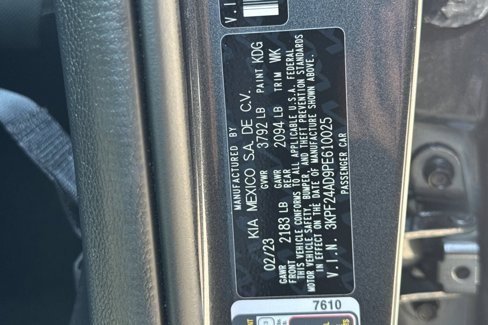 V.I.N
MANUFACTURED BY
KIA MEXICO S.A. DE C.V.
02/23 GVWR 3792 LB PAINT KDG
GAWR FRONT 2183 LB GAWR REAR 2094 LB TRIM WK
THIS VEHICLE CONFORMS TO ALL APPLICABLE U.S.A. FEDERAL
MOTOR VEHICLE SAFETY, BUMPER, AND THEFT PREVENTION STANDARDS
IN EFFECT ON THE DATE OF MANUFACTURE SHOWN ABOVE.
V.I.N. 3KPF24AD9PE610025
PASSENGER CAR
7610